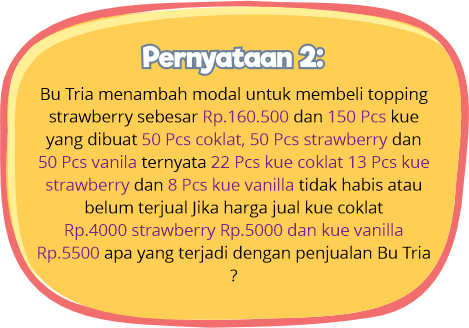 Pernyataan 2:
Bu Tria menambah modal untuk membeli topping
strawberry sebesar Rp.160.500 dan 150 Pcs kue
yang dibuat 50 Pcs coklat, 50 Pcs strawberry dan
50 Pcs vanila ternyata 22 Pcs kue coklat 13 Pcs kue
strawberry dan 8 Pcs kue vanilla tidak habis atau
belum terjual Jika harga jual kue coklat
Rp.4000 strawberry Rp.5000 dan kue vanilla
Rp.5500 apa yang terjadi dengan penjualan Bu Tria
?